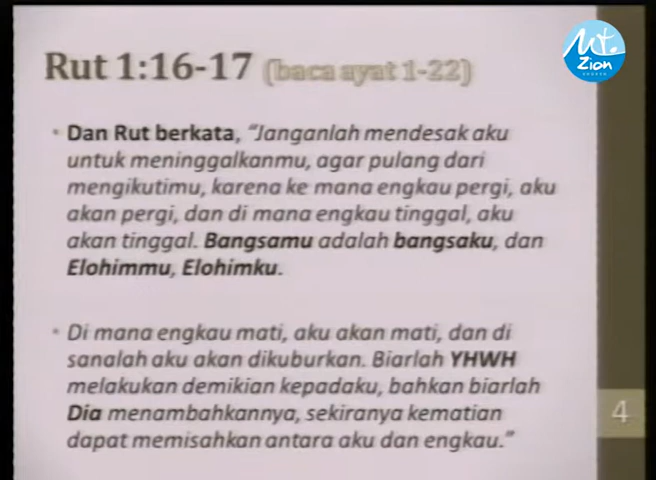 Rut 1:16-17 (baca ayat 1-22)
Mt.
Zion
CHURCH
• Dan Rut berkata, “Janganlah mendesak aku
untuk meninggalkanmu, agar pulang dari
mengikutimu, karena ke mana engkau pergi, aku
akan pergi, dan di mana engkau tinggal, aku
akan tinggal. Bangsamu adalah bangsaku, dan
Elohimmu, Elohimku.
• Di mana engkau mati, aku akan mati, dan di
sanalah aku akan dikuburkan. Biarlah YHWH
melakukan demikian kepadaku, bahkan biarlah
Dia menambahkannya, sekiranya kematian
dapat memisahkan antara aku dan engkau.”
4